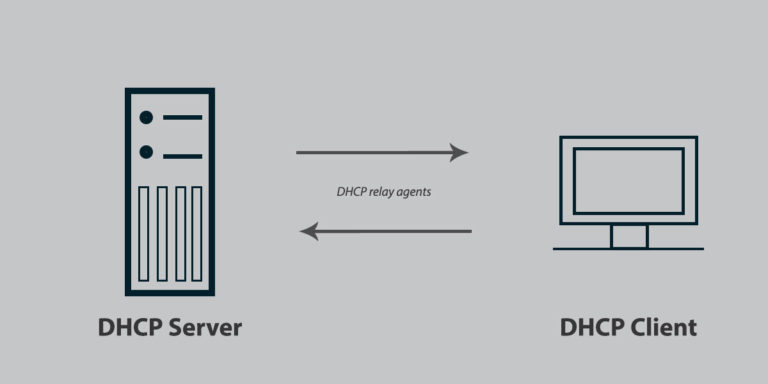 DHCP relay agents
DHCP Server
DHCP Client